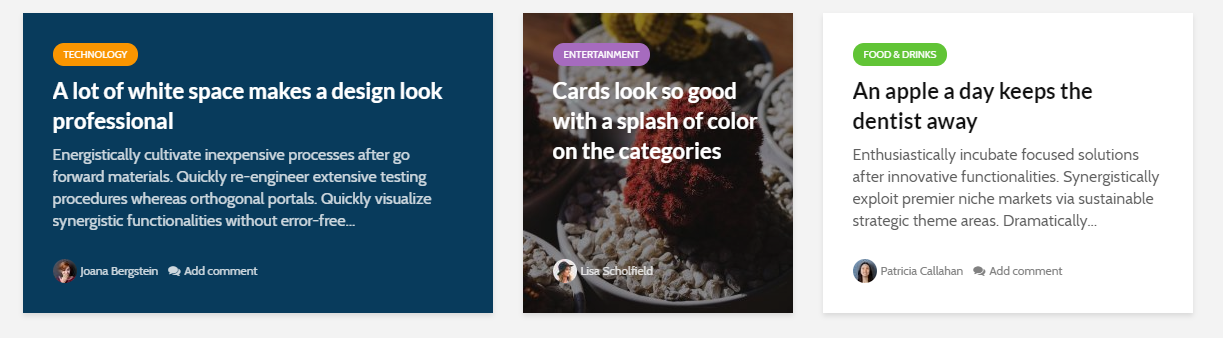 TECHNOLOGY
A lot of white space makes a design look
professional
Energistically cultivate inexpensive processes after go
forward materials. Quickly re-engineer extensive testing
procedures whereas orthogonal portals. Quickly visualize
synergistic functionalities without error-free...
Joana Bergstein Add comment
ENTERTAINMENT
Cards look so good
with a splash of color
on the categories
Lisa Scholfield
FOOD & DRINKS
An apple a day keeps the
dentist away
Enthusiastically incubate focused solutions
after innovative functionalities. Synergistically
exploit premier niche markets via sustainable
strategic theme areas. Dramatically...
Patricia Callahan Add comment